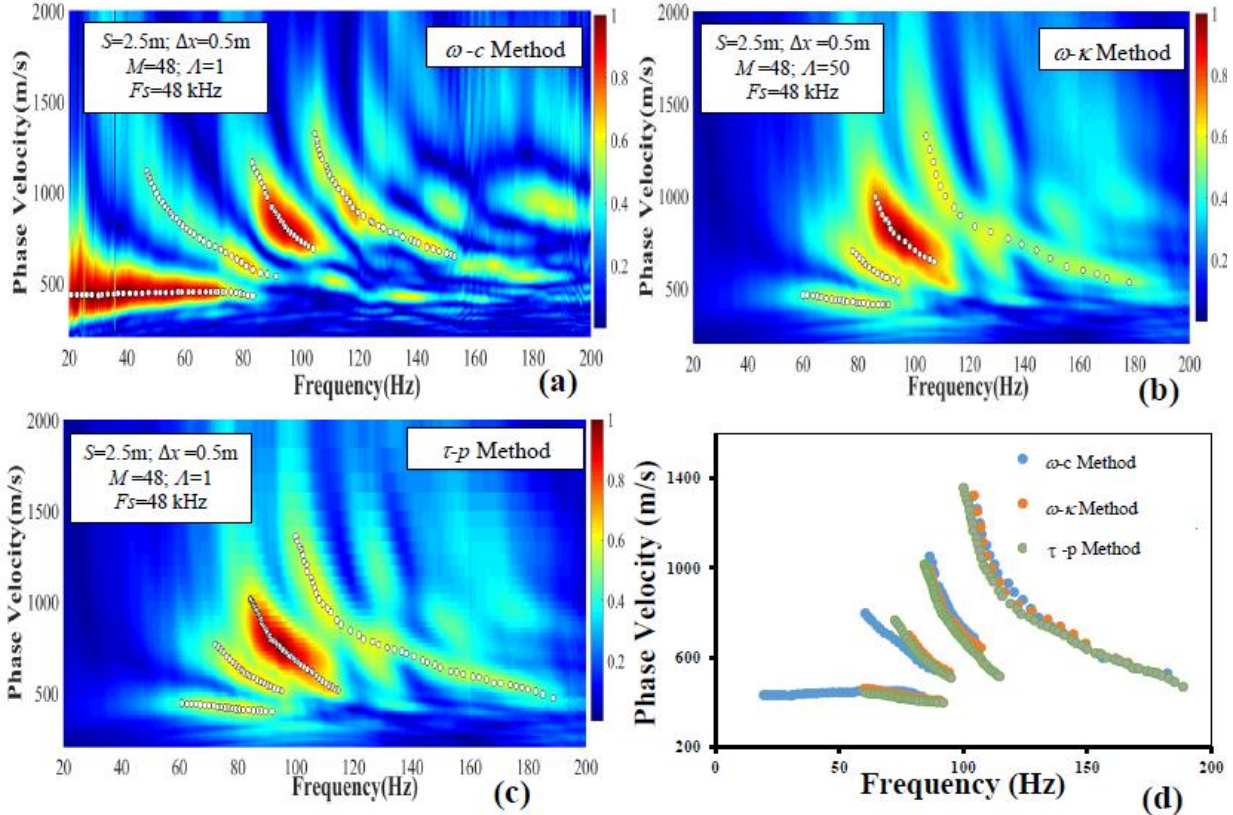 S=2.5m; Δx=0.5m
M=48; Λ=1
Fs=48 kHz
ω-c Method
2000
1500
1000
500
Phase Velocity(m/s)
20 40 60 80 100 120 140 160 180 200
Frequency(Hz)
(a)
1
0.8
0.6
0.4
0.2
S=2.5m; Δx=0.5m
M=48; Λ=50
Fs=48 kHz
ω-κ Method
2000
1500
1000
500
Phase Velocity(m/s)
20 40 60 80 100 120 140 160 180 200
Frequency(Hz)
(b)
1
0.8
0.6
0.4
0.2
S=2.5m; Δx=0.5m
M=48; Λ=1
Fs=48 kHz
τ-p Method
2000
1500
1000
500
Phase Velocity(m/s)
20 40 60 80 100 120 140 160 180 200
Frequency(Hz)
(c)
1
0.8
0.6
0.4
0.2
ω-c Method
ω-κ Method
τ -p Method
1400
1000
600
200
Phase Velocity (m/s)
0 50 100 150 200
Frequency (Hz)
(d)